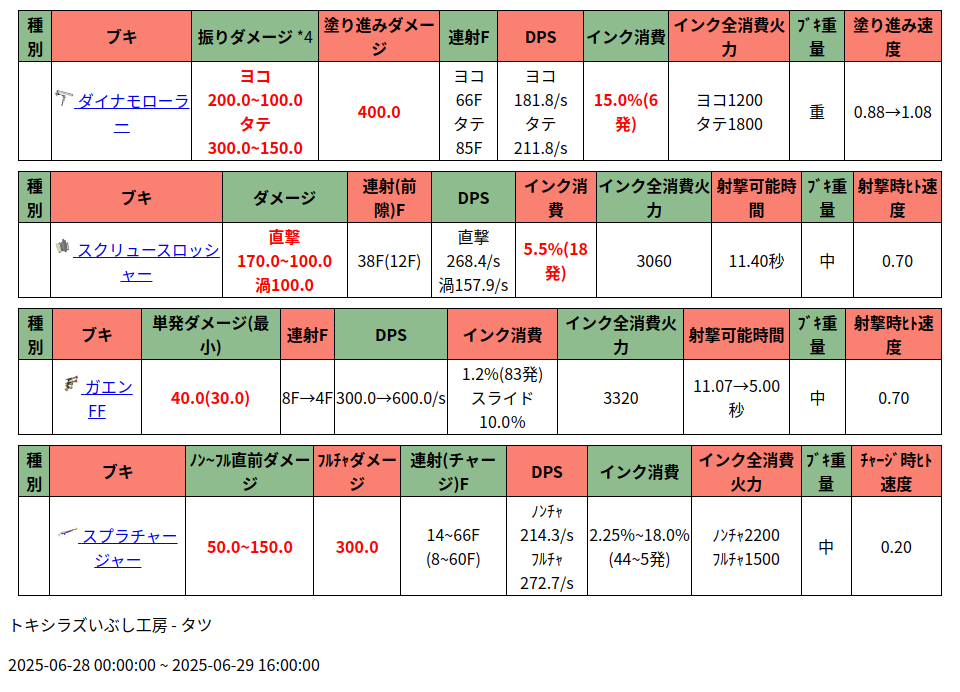 種別 ブキ 振りダメージ *4 塗り進みダメージ 連射F DPS インク消費 インク全消費火力 ﾌﾞｷ重量 塗り進み速度
ダイナモローラー ヨコ 200.0~100.0 タテ 300.0~150.0 400.0 ヨコ 66F タテ 85F ヨコ 181.8/s タテ 211.8/s 15.0%(6発) ヨコ1200 タテ1800 重 0.88→1.08
種別 ブキ ダメージ 連射(前隙)F DPS インク消費 インク全消費火力 射撃可能時間 ﾌﾞｷ重量 射撃時ﾋﾄ速度
スクリュースロッシャー 直撃 170.0~100.0 渦100.0 38F(12F) 直撃 268.4/s 渦157.9/s 5.5%(18発) 3060 11.40秒 中 0.70
種別 ブキ 単発ダメージ(最小) 連射F DPS インク消費 インク全消費火力 射撃可能時間 ﾌﾞｷ重量 射撃時ﾋﾄ速度
ガエンFF 40.0(30.0) 8F→4F 300.0→600.0/s 1.2%(83発) スライド 10.0% 3320 11.07→5.00秒 中 0.70
種別 ブキ ﾉﾝ~ﾌﾙ直前ダメージ ﾌﾙﾁｬダメージ 連射(チャージ)F DPS インク消費 インク全消費火力 ﾌﾞｷ重量 ﾁｬｰｼﾞ時ﾋﾄ速度
スプラチャージャー 50.0~150.0 300.0 14~66F (8~60F) ﾉﾝﾁｬ 214.3/s ﾌﾙﾁｬ 272.7/s 2.25%~18.0% (44~5発) ﾉﾝﾁｬ2200 ﾌﾙﾁｬ1500 中 0.20
トキシラズいぶし工房 - タツ
2025-06-28 00:00:00 ~ 2025-06-29 16:00:00